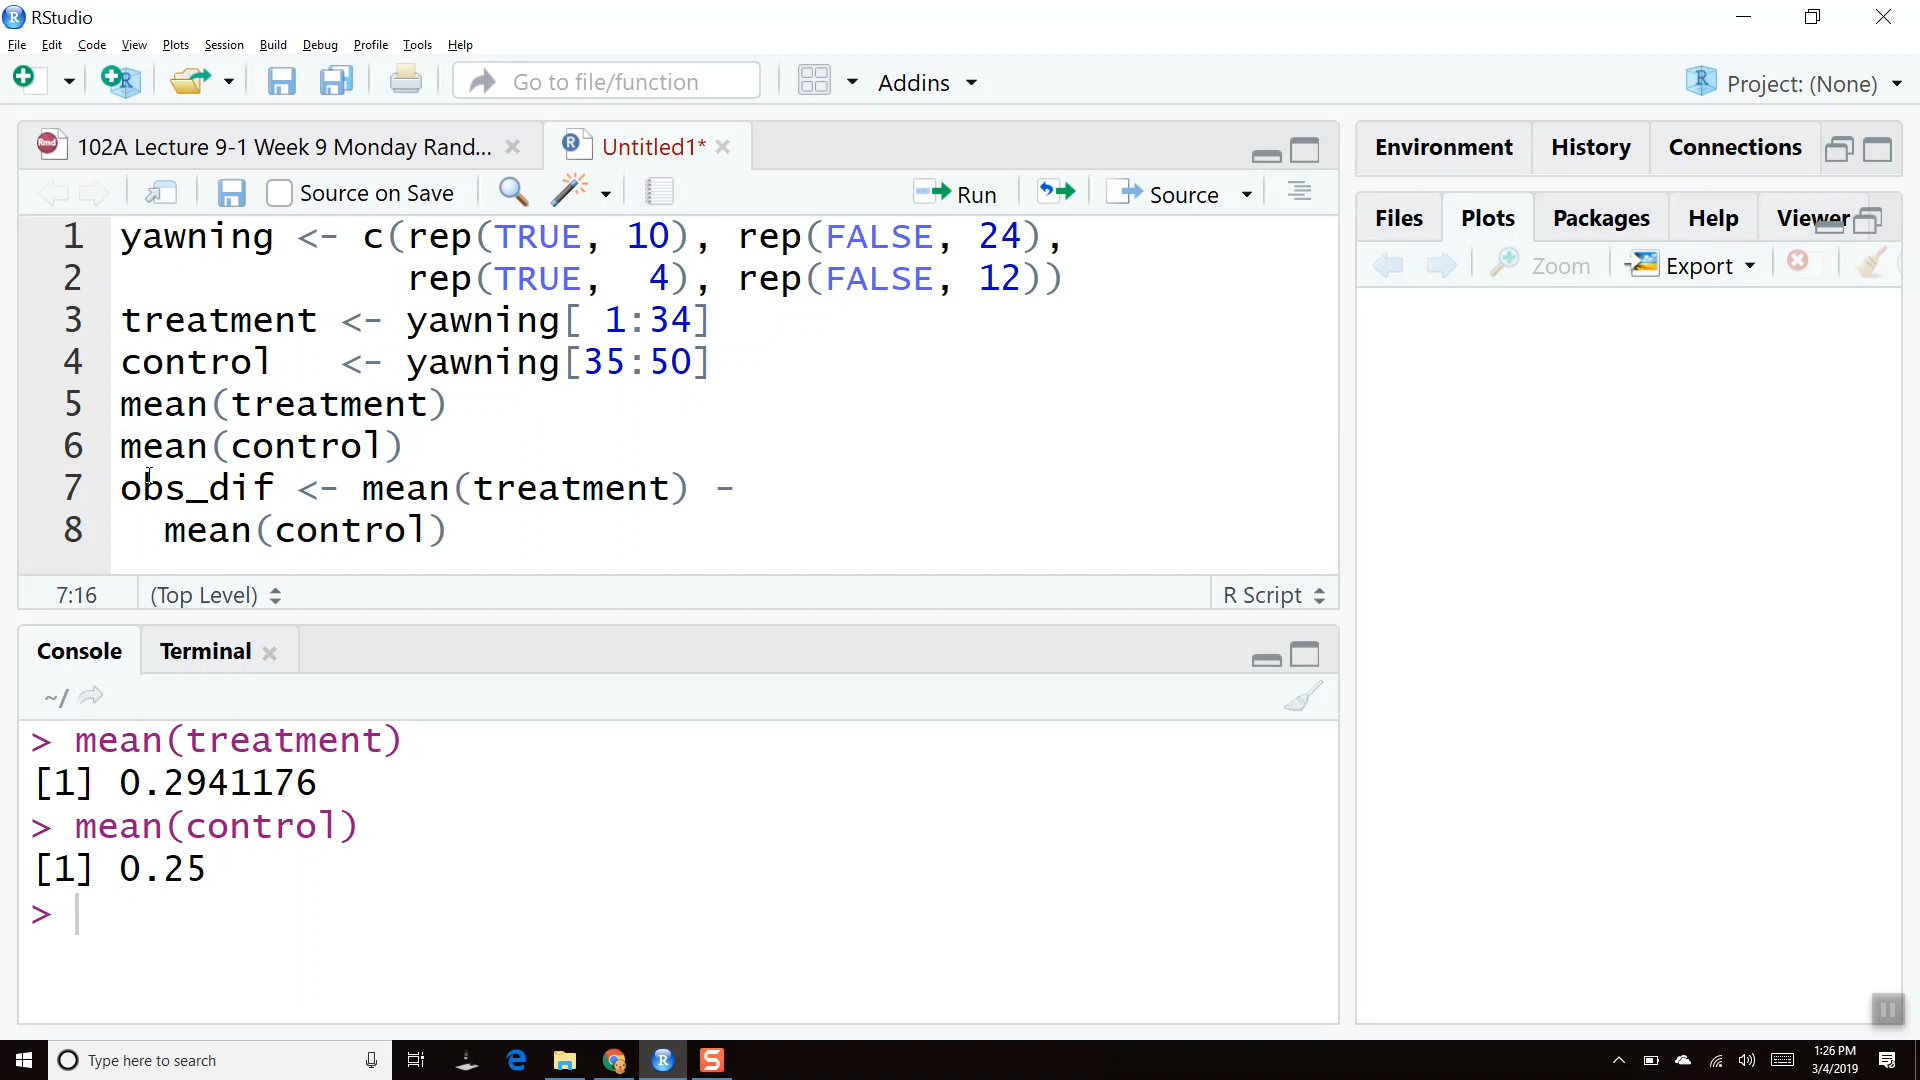 RStudio
File Edit Code View Plots Session Build Debug Profile Tools Help
Go to file/function Addins Project: (None)
102A Lecture 9-1 Week 9 Monday Rand... Untitled1*
Source on Save Run Source
1 yawning <- c(rep(TRUE, 10), rep(FALSE, 24),
2 rep(TRUE, 4), rep(FALSE, 12))
3 treatment <- yawning[ 1:34]
4 control <- yawning[35:50]
5 mean(treatment)
6 mean(control)
7 obs_dif <- mean(treatment) -
8 mean(control)
7:16 (Top Level) R Script
Console Terminal
~/
> mean(treatment)
[1] 0.2941176
> mean(control)
[1] 0.25
>
Environment History Connections
Files Plots Packages Help Viewer
Zoom Export
Type here to search
1:26 PM
3/4/2019